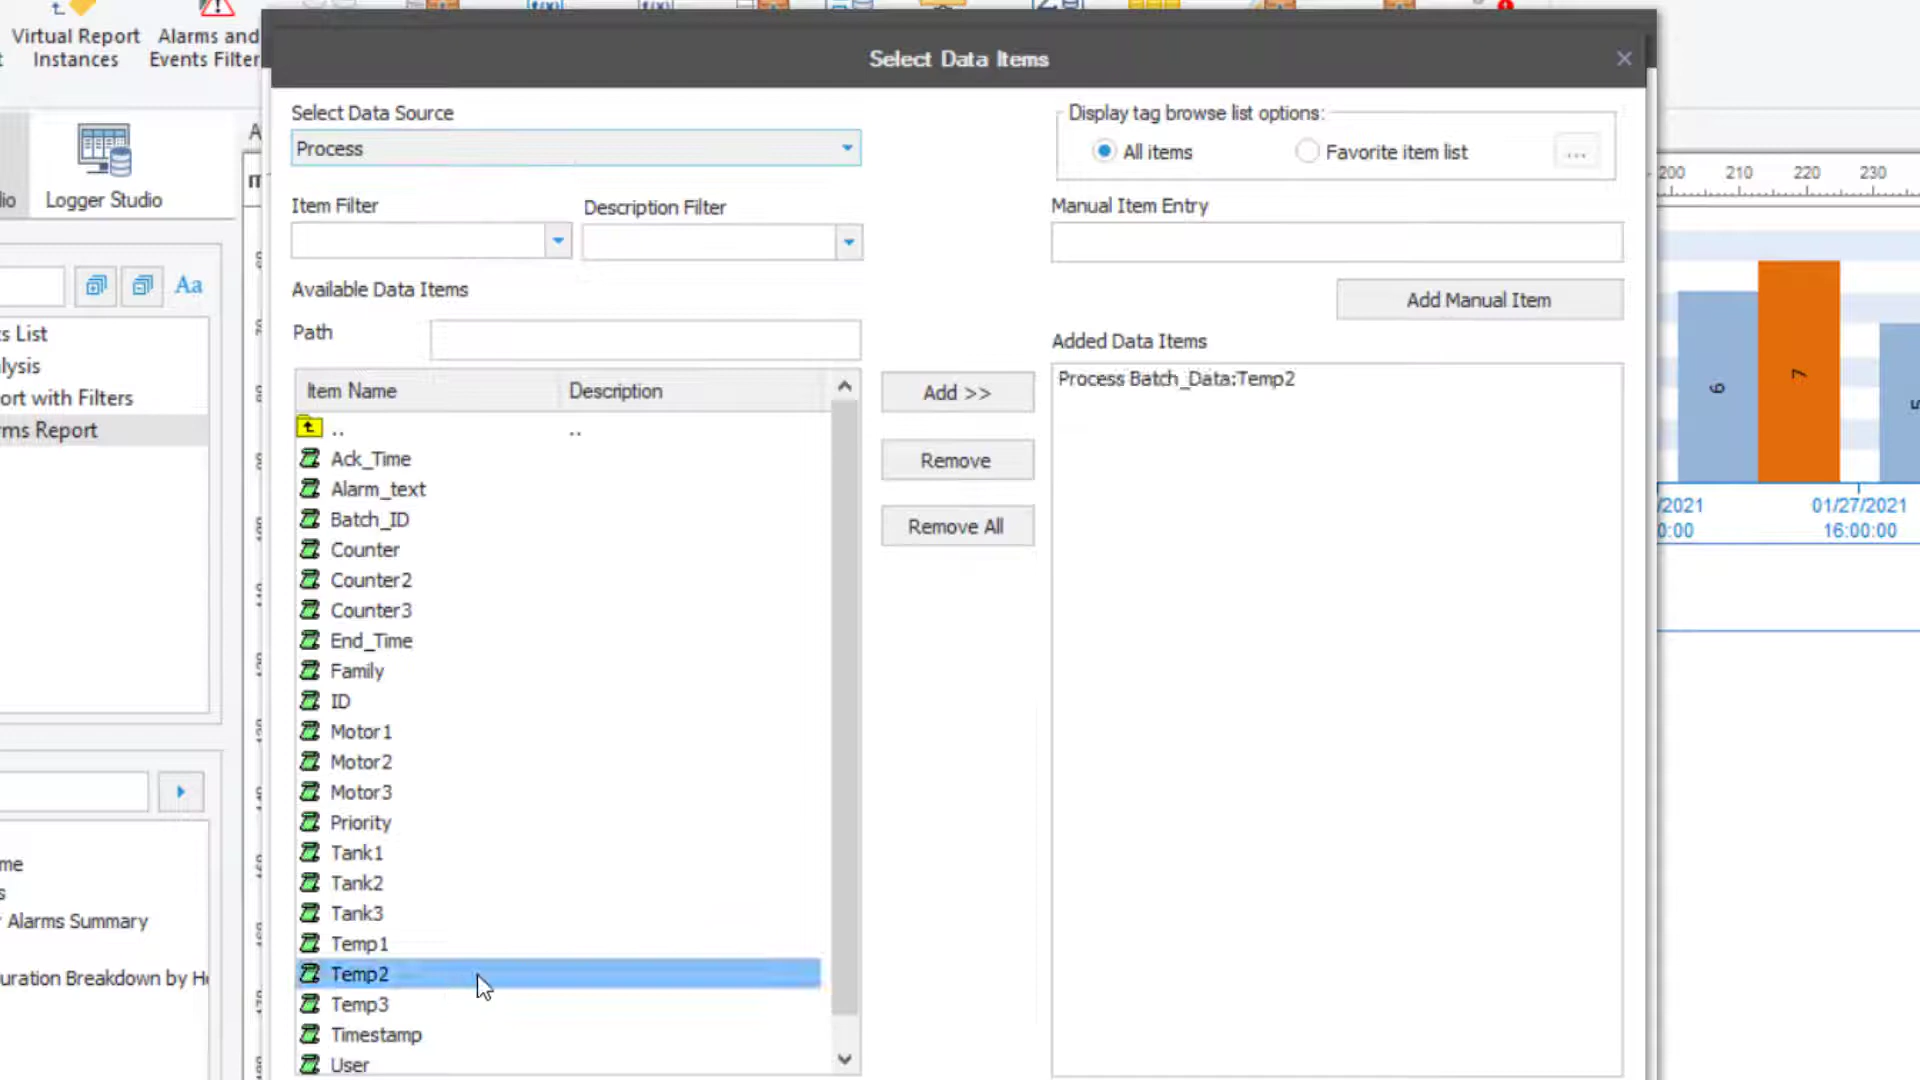 Virtual Report
Instances
Alarms and
Events Filter
Select Data Items
Logger Studio
Select Data Source
Process
Display tag browse list options:
All items
Favorite item list
...
Item Filter
Description Filter
Manual Item Entry
Add Manual Item
Available Data Items
Path
Added Data Items
Process Batch_Data:Temp2
Item Name
Description
Add >>
Remove
Remove All
..
..
Ack_Time
Alarm_text
Batch_ID
Counter
Counter2
Counter3
End_Time
Family
ID
Motor1
Motor2
Motor3
Priority
Tank1
Tank2
Tank3
Temp1
Temp2
Temp3
Timestamp
User
Aa
s List
lysis
ort with Filters
rms Report
me
s
r Alarms Summary
uration Breakdown by H
200 210 220 230
6
7
5
/2021
0:00
01/27/2021
16:00:00